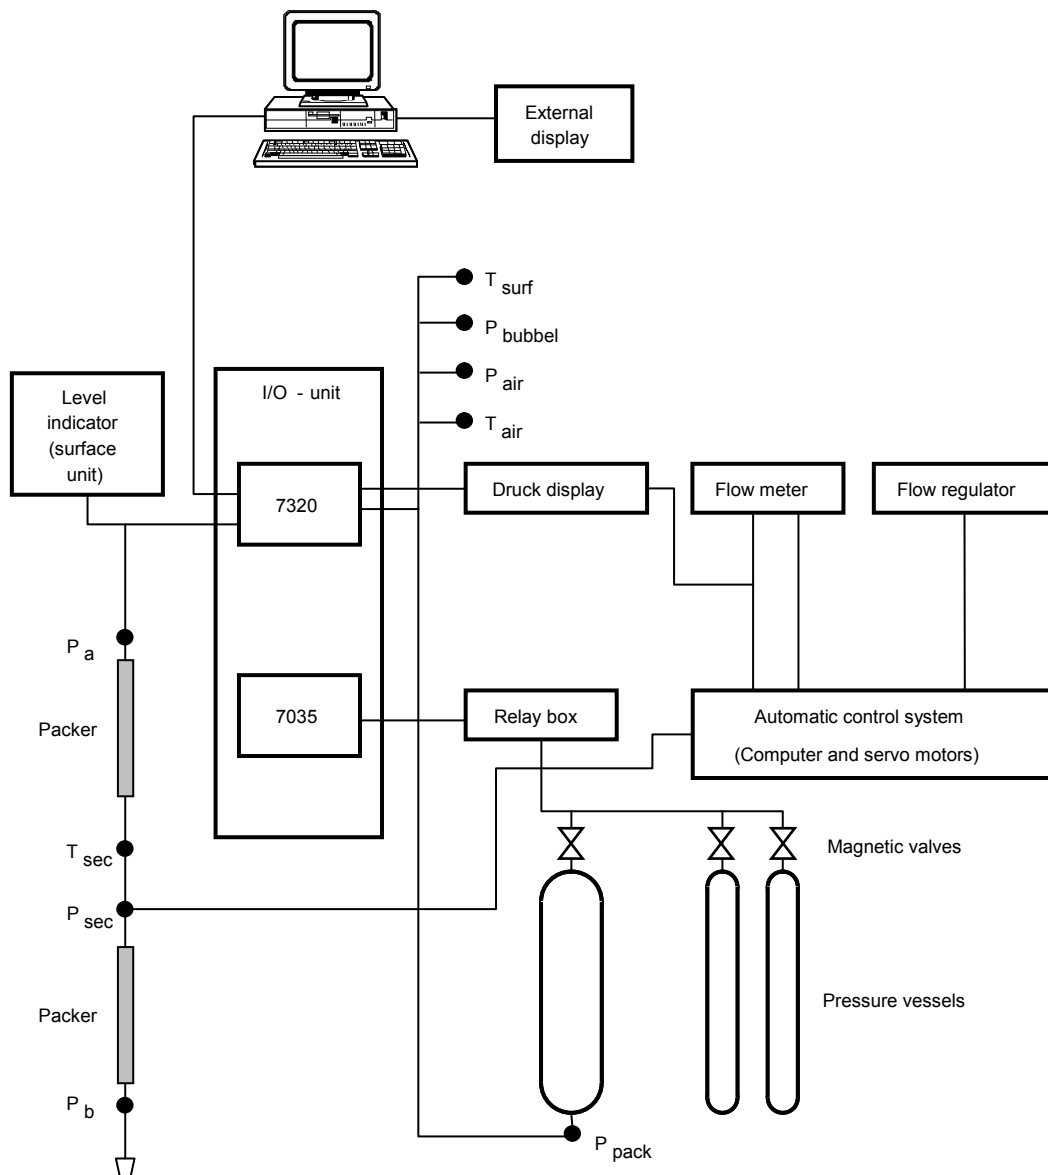 External
display
T surf
P bubbel
P air
T air
Level
indicator
(surface
unit)
I/O - unit
7320
Druck display
Flow meter
Flow regulator
P a
Packer
7035
Relay box
Automatic control system
(Computer and servo motors)
T sec
P sec
Magnetic valves
Packer
Pressure vessels
P b
P pack